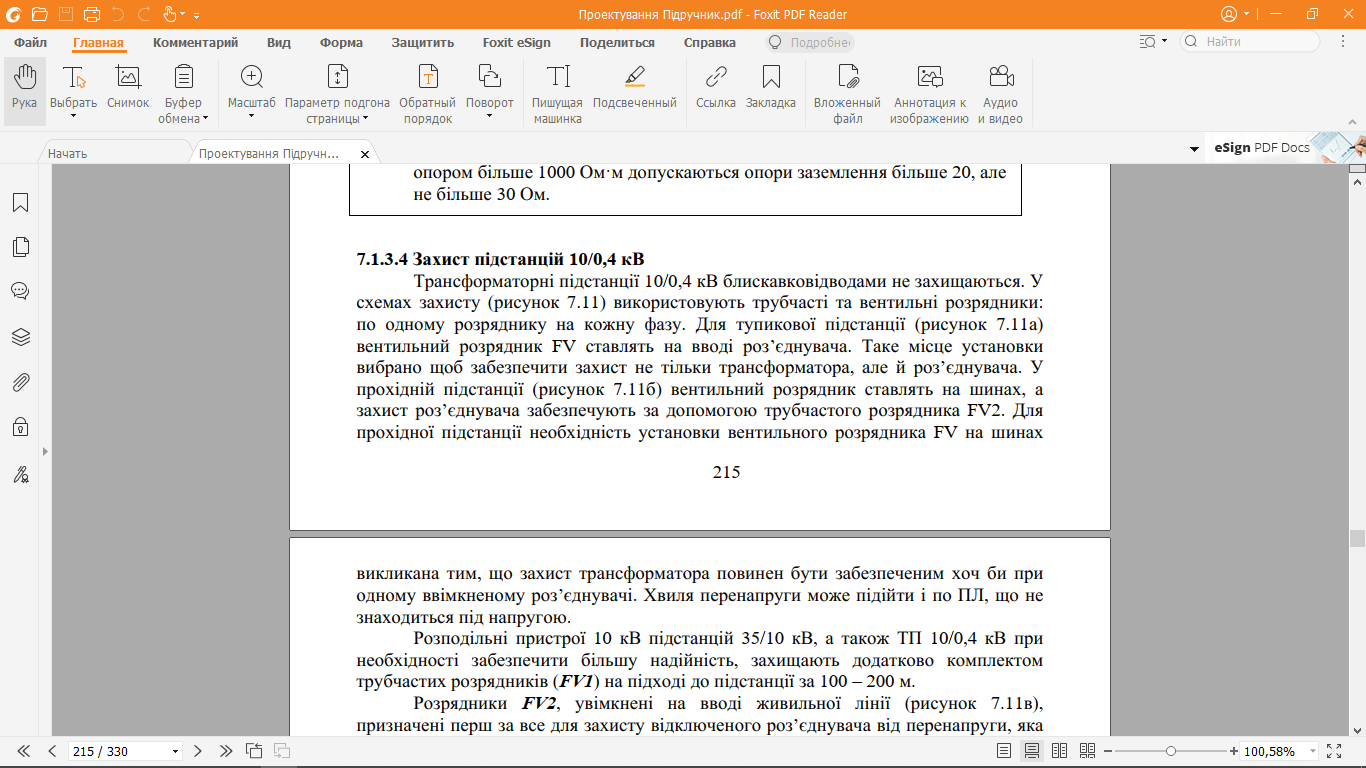 Проектування Підручник.pdf - Foxit PDF Reader
Файл Главная Комментарий Вид Форма Защитить Foxit eSign Поделиться Справка Подробнее Найти
Рука Выбрать Снимок Буфер обмена Масштаб Параметр подгона страницы Обратный порядок Поворот Пишущая машинка Подсвеченный Ссылка Закладка Вложенный файл Аннотация к изображению Аудио и видео
Начать Проектування Підручн... eSign PDF Docs
опором більше 1000 Ом·м допускаються опори заземлення більше 20, але
не більше 30 Ом.
7.1.3.4 Захист підстанцій 10/0,4 кВ
Трансформаторні підстанції 10/0,4 кВ блискавковідводами не захищаються. У
схемах захисту (рисунок 7.11) використовують трубчасті та вентильні розрядники:
по одному розряднику на кожну фазу. Для тупикової підстанції (рисунок 7.11а)
вентильний розрядник FV ставлять на вводі роз’єднувача. Таке місце установки
вибрано щоб забезпечити захист не тільки трансформатора, але й роз’єднувача. У
прохідній підстанції (рисунок 7.11б) вентильний розрядник ставлять на шинах, а
захист роз’єднувача забезпечують за допомогою трубчастого розрядника FV2. Для
прохідної підстанції необхідність установки вентильного розрядника FV на шинах
215
викликана тим, що захист трансформатора повинен бути забезпеченим хоч би при
одному ввімкненому роз’єднувачі. Хвиля перенапруги може підійти і по ПЛ, що не
знаходиться під напругою.
Розподільні пристрої 10 кВ підстанцій 35/10 кВ, а також ТП 10/0,4 кВ при
необхідності забезпечити більшу надійність, захищають додатково комплектом
трубчастих розрядників (FV1) на підході до підстанції за 100 – 200 м.
Розрядники FV2, увімкнені на вводі живильної лінії (рисунок 7.11в),
призначені перш за все для захисту відключеного роз’єднувача від перенапруги, яка
215 / 330 100,58%